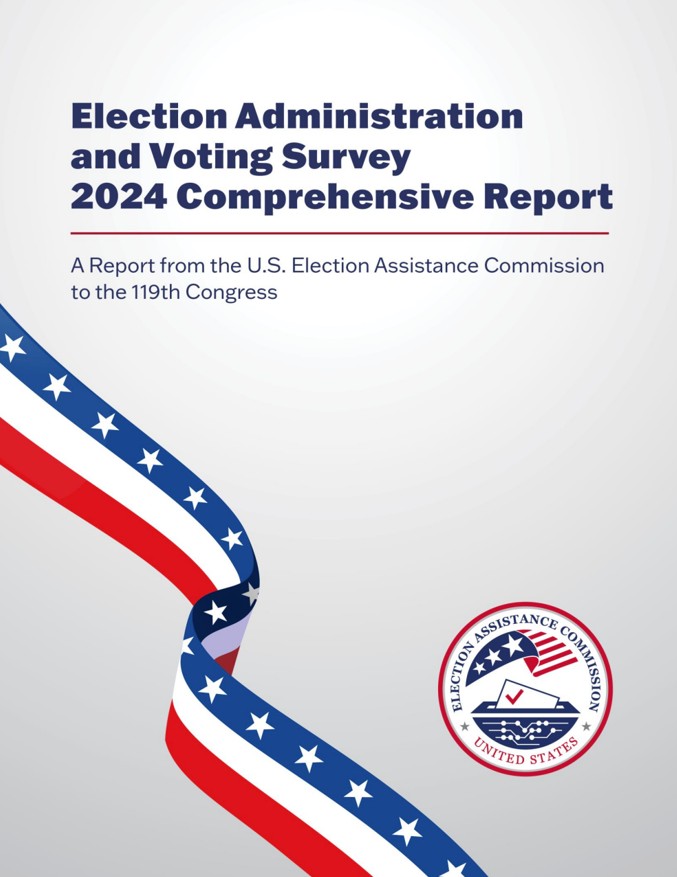 Election Administration
and Voting Survey
2024 Comprehensive Report
A Report from the U.S. Election Assistance Commission
to the 119th Congress
ELECTION ASSISTANCE COMMISSION
UNITED STATES